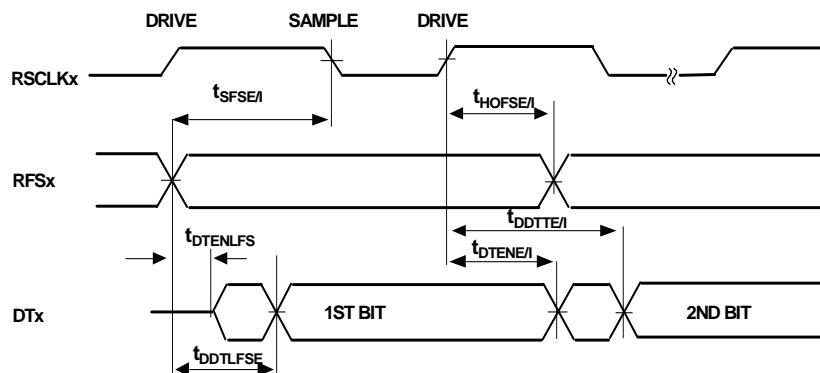 DRIVE SAMPLE DRIVE
RSCLKx
tSFSE/I tHOFSE/I
RFSx
tDDTTE/I
tDTENLFS tDTENE/I
DTx 1ST BIT 2ND BIT
tDDTLFSE